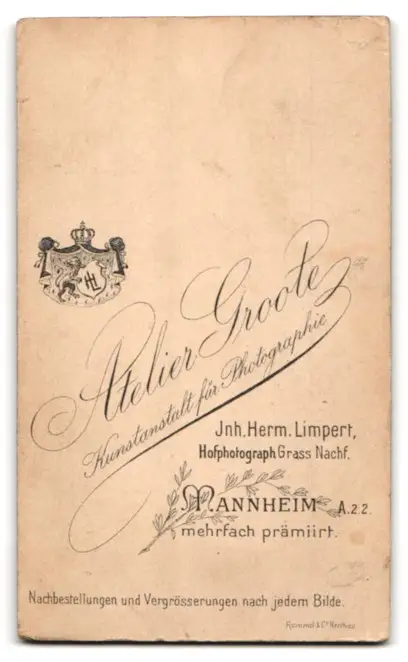 HL
Atelier Groote
Kunstanstalt für Photographie
Jnh. Herm. Limpert,
Hofphotograph Grass Nachf.
MANNHEIM A.2.2.
mehrfach prämiirt.
Nachbestellungen und Vergrösserungen nach jedem Bilde.